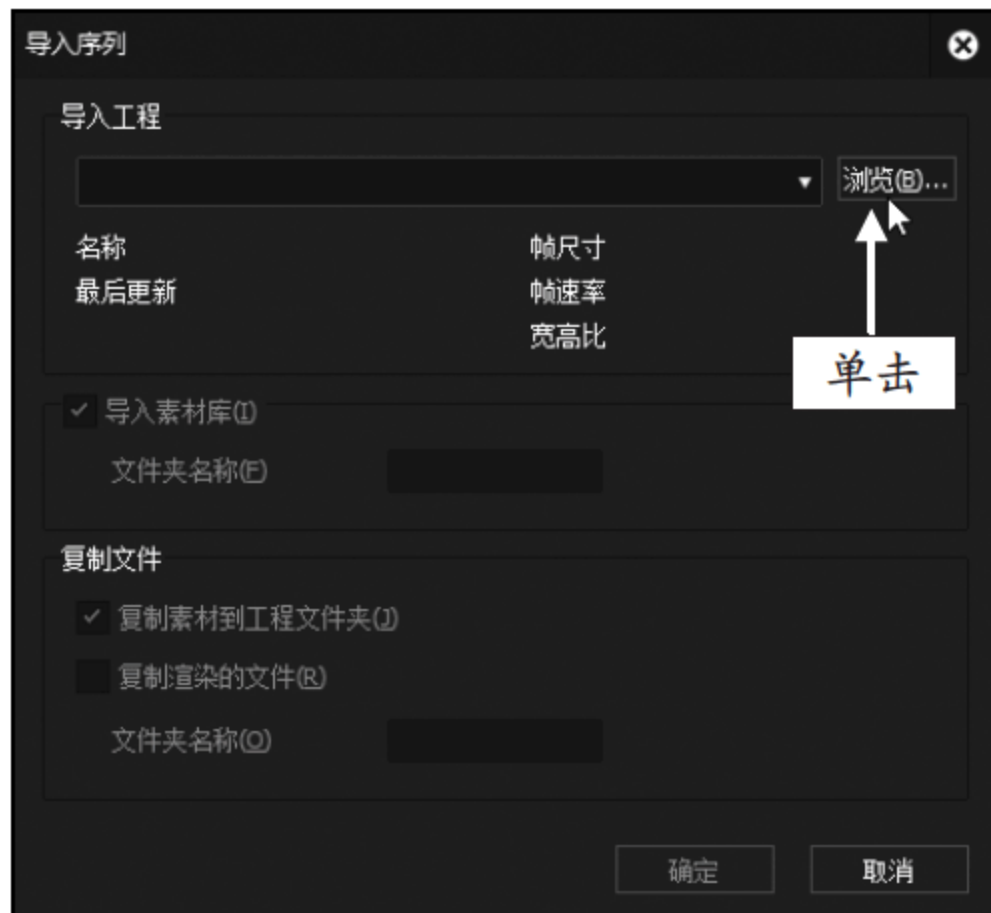 导入序列
导入工程
浏览(B)...
名称
帧尺寸
最后更新
帧速率
宽高比
单击
导入素材库(I)
文件夹名称(F)
复制文件
复制素材到工程文件夹(J)
复制渲染的文件(R)
文件夹名称(O)
确定
取消